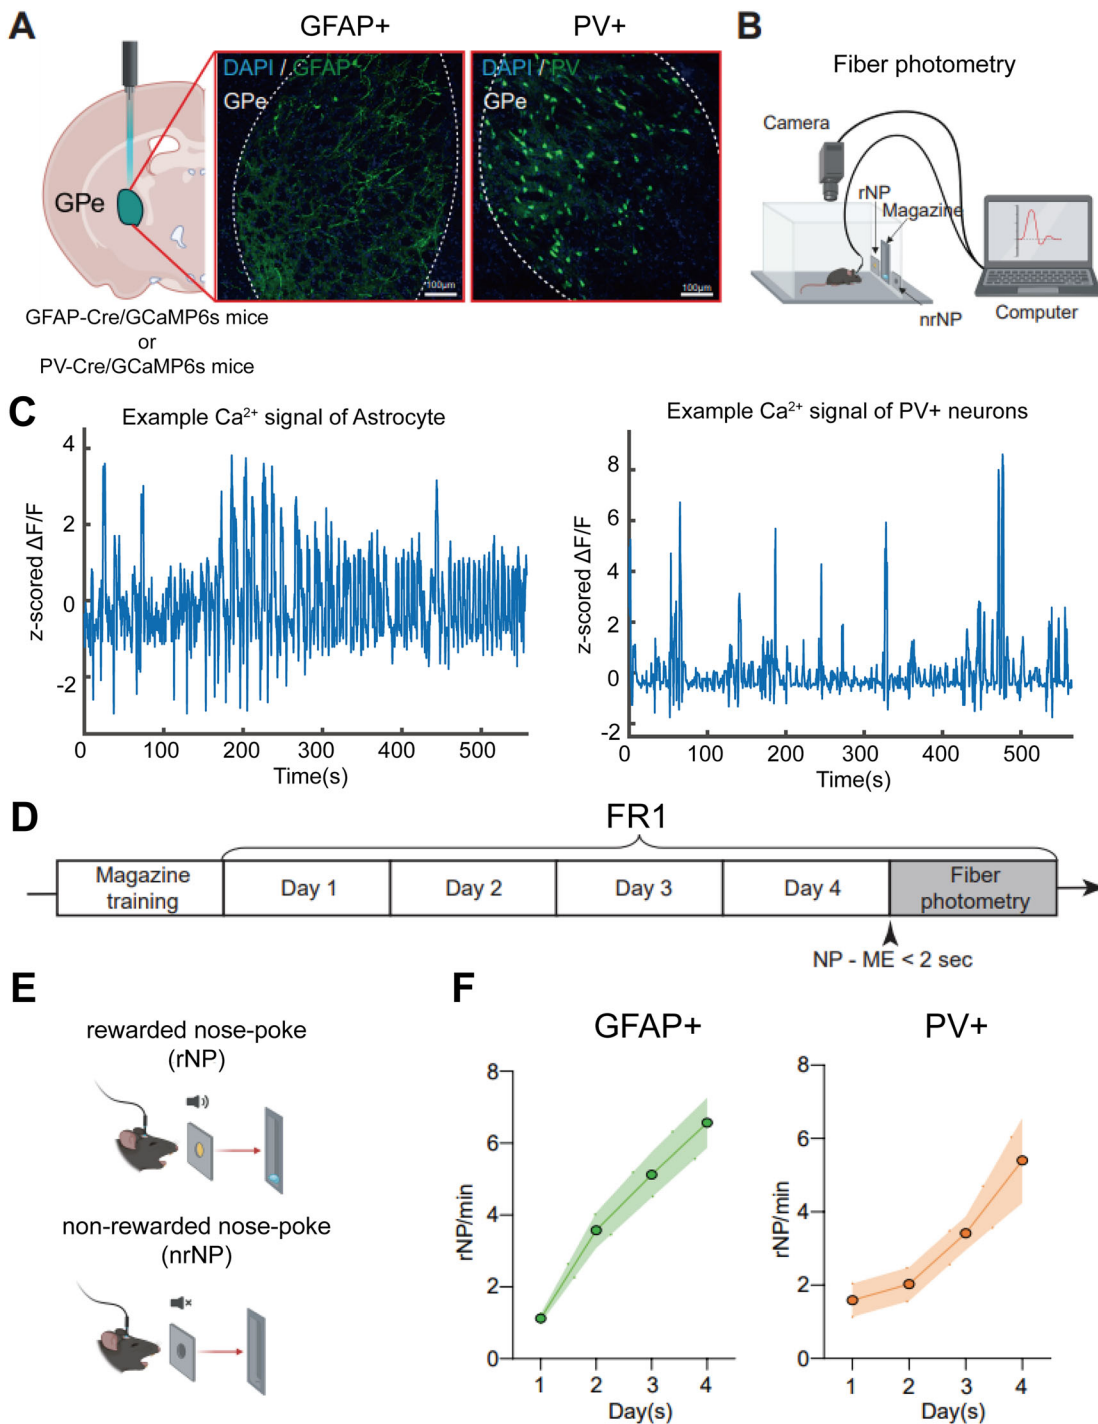 A
GFAP+
PV+
DAPI / GFAP
GPe
100μm
DAPI / PV
GPe
100μm
GPe
GFAP-Cre/GCaMP6s mice
or
PV-Cre/GCaMP6s mice
B
Fiber photometry
Camera
rNP
Magazine
nrNP
Computer
C
Example Ca²⁺ signal of Astrocyte
z-scored ΔF/F
4
2
0
-2
0 100 200 300 400 500
Time(s)
Example Ca²⁺ signal of PV+ neurons
z-scored ΔF/F
8
6
4
2
0
-2
0 100 200 300 400 500
Time(s)
D
FR1
Magazine
training
Day 1
Day 2
Day 3
Day 4
Fiber
photometry
NP - ME < 2 sec
E
rewarded nose-poke
(rNP)
non-rewarded nose-poke
(nrNP)
F
GFAP+
rNP/min
8
6
4
2
0
1 2 3 4
Day(s)
PV+
rNP/min
8
6
4
2
0
1 2 3 4
Day(s)